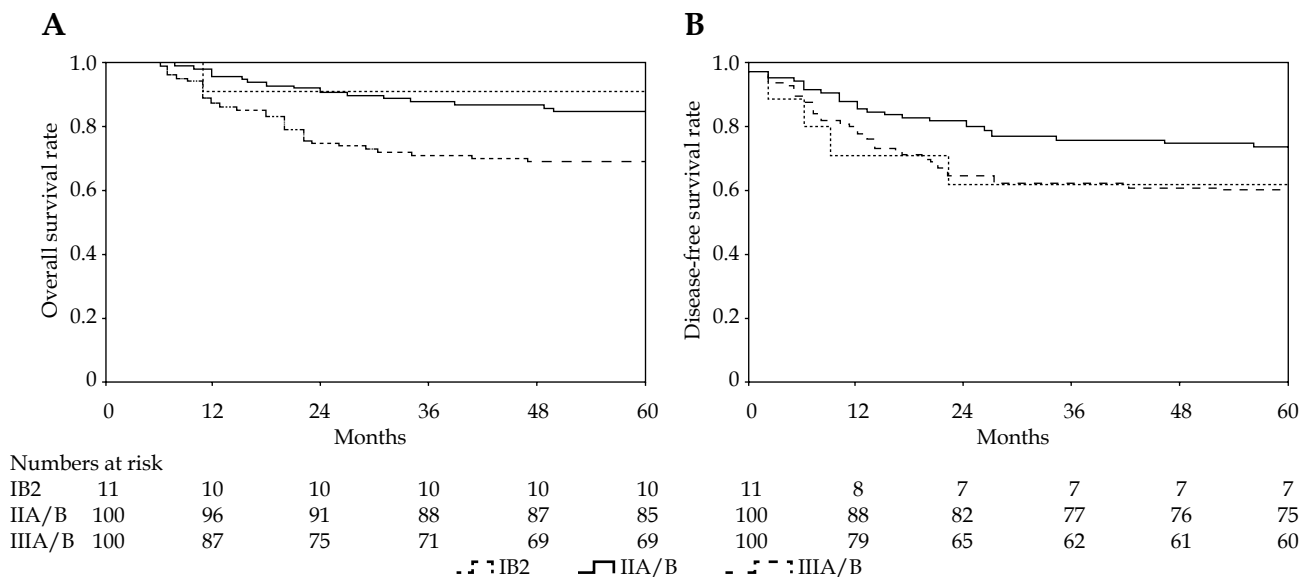 A B
1.0 1.0
0.8 0.8
0.6 0.6
0.4 0.4
0.2 0.2
0 0
Overall survival rate
Disease-free survival rate
0 12 24 36 48 60 0 12 24 36 48 60
Months Months
Numbers at risk
IB2 11 10 10 10 10 10 11 8 7 7 7 7
IIA/B 100 96 91 88 87 85 100 88 82 77 76 75
IIIA/B 100 87 75 71 69 69 100 79 65 62 61 60
IB2 IIA/B IIIA/B